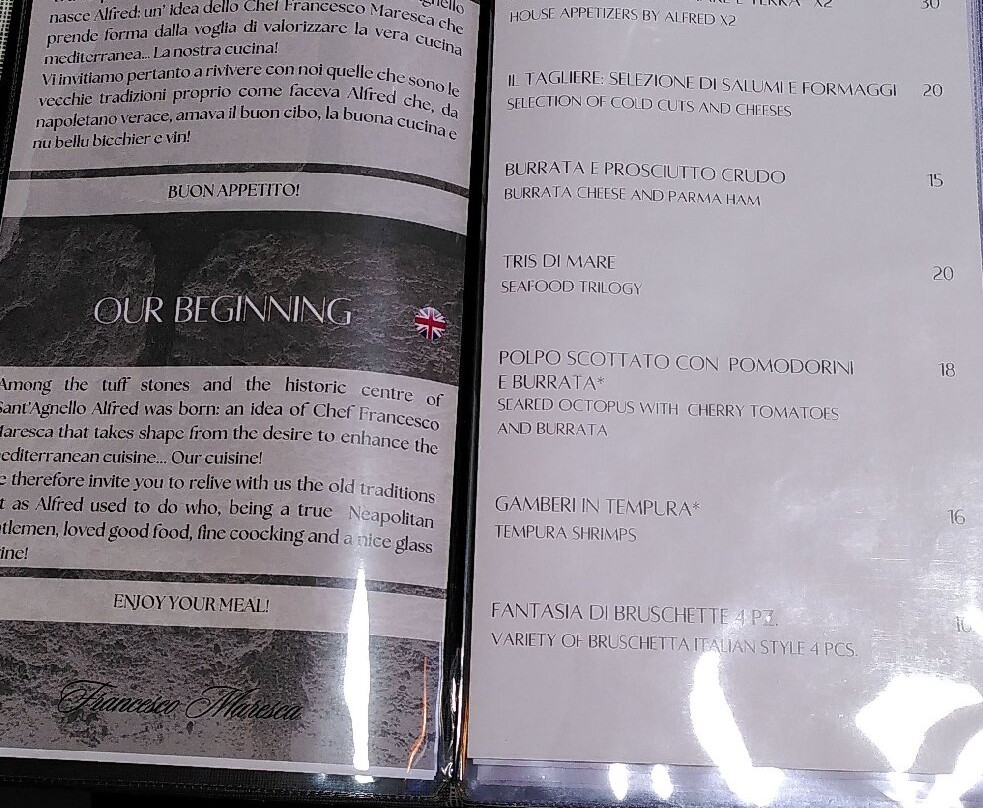 nasce Alfred: un' idea dello Chef Francesco Maresca che
prende forma dalla voglia di valorizzare la vera cucina
mediterranea... La nostra cucina!
Vi invitiamo pertanto a rivivere con noi quelle che sono le
vecchie tradizioni proprio come faceva Alfred che, da
napoletano verace, amava il buon cibo, la buona cucina e
nu bellu bicchier e vin!
BUON APPETITO!
OUR BEGINNING
Among the tuff stones and the historic centre of
Sant'Agnello Alfred was born: an idea of Chef Francesco
Maresca that takes shape from the desire to enhance the
editerranean cuisine... Our cuisine!
e therefore invite you to relive with us the old traditions
t as Alfred used to do who, being a true Neapolitan
tlemen, loved good food, fine coocking and a nice glass
ine!
ENJOY YOUR MEAL!
Francesco Maresca
X2 30
HOUSE APPETIZERS BY ALFRED X2
IL TAGLIERE: SELEZIONE DI SALUMI E FORMAGGI 20
SELECTION OF COLD CUTS AND CHEESES
BURRATA E PROSCIUTTO CRUDO 15
BURRATA CHEESE AND PARMA HAM
TRIS DI MARE 20
SEAFOOD TRILOGY
POLPO SCOTTATO CON POMODORINI 18
E BURRATA*
SEARED OCTOPUS WITH CHERRY TOMATOES
AND BURRATA
GAMBERI IN TEMPURA* 16
TEMPURA SHRIMPS
FANTASIA DI BRUSCHETTE 4 PZ.
VARIETY OF BRUSCHETTA ITALIAN STYLE 4 PCS.